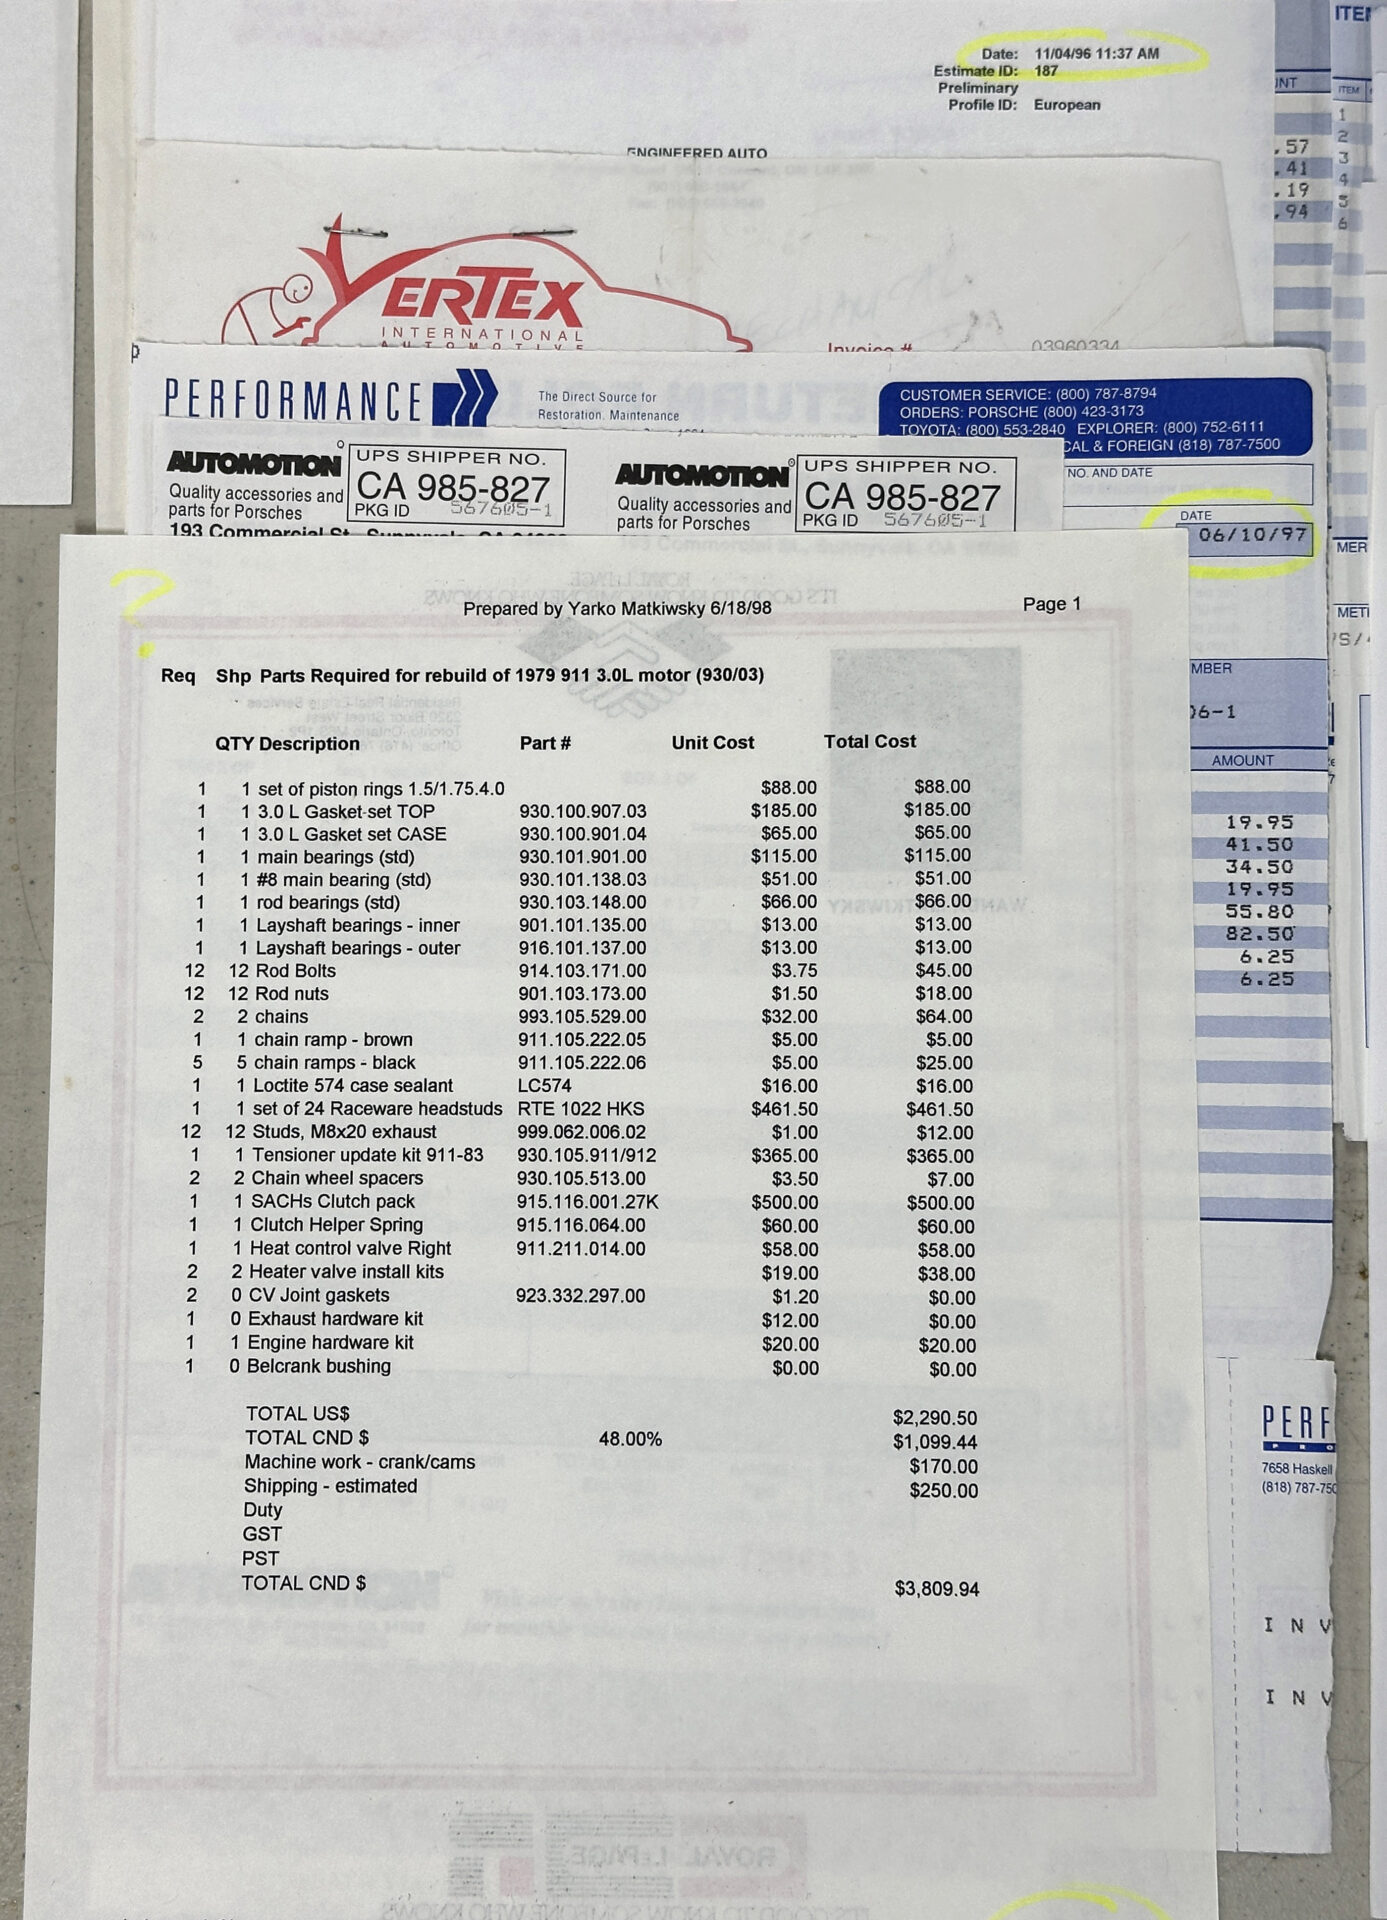 Date: 11/04/96 11:37 AM
Estimate ID: 187
Preliminary
Profile ID: European
ENGINEERED AUTO
VERTEX
INTERNATIONAL
AUTOMOTIVE
Invoice # 03960334
PERFORMANCE
The Direct Source for
Restoration, Maintenance
CUSTOMER SERVICE: (800) 787-8794
ORDERS: PORSCHE (800) 423-3173
TOYOTA: (800) 553-2840 EXPLORER: (800) 752-6111
CAL & FOREIGN (818) 787-7500
AUTOMOTION
Quality accessories and
parts for Porsches
193 Commercial St., Sunnyvale, CA
UPS SHIPPER NO.
CA 985-827
PKG ID 567605-1
AUTOMOTION
Quality accessories and
parts for Porsches
UPS SHIPPER NO.
CA 985-827
PKG ID 567605-1
NO. AND DATE
DATE
06/10/97
?
Prepared by Yarko Matkiwsky 6/18/98 Page 1
Req Shp Parts Required for rebuild of 1979 911 3.0L motor (930/03)
QTY Description Part # Unit Cost Total Cost
1 1 set of piston rings 1.5/1.75.4.0 $88.00 $88.00
1 1 3.0 L Gasket set TOP 930.100.907.03 $185.00 $185.00
1 1 3.0 L Gasket set CASE 930.100.901.04 $65.00 $65.00
1 1 main bearings (std) 930.101.901.00 $115.00 $115.00
1 1 #8 main bearing (std) 930.101.138.03 $51.00 $51.00
1 1 rod bearings (std) 930.103.148.00 $66.00 $66.00
1 1 Layshaft bearings - inner 901.101.135.00 $13.00 $13.00
1 1 Layshaft bearings - outer 916.101.137.00 $13.00 $13.00
12 12 Rod Bolts 914.103.171.00 $3.75 $45.00
12 12 Rod nuts 901.103.173.00 $1.50 $18.00
2 2 chains 993.105.529.00 $32.00 $64.00
1 1 chain ramp - brown 911.105.222.05 $5.00 $5.00
5 5 chain ramps - black 911.105.222.06 $5.00 $25.00
1 1 Loctite 574 case sealant LC574 $16.00 $16.00
1 1 set of 24 Raceware headstuds RTE 1022 HKS $461.50 $461.50
12 12 Studs, M8x20 exhaust 999.062.006.02 $1.00 $12.00
1 1 Tensioner update kit 911-83 930.105.911/912 $365.00 $365.00
2 2 Chain wheel spacers 930.105.513.00 $3.50 $7.00
1 1 SACHs Clutch pack 915.116.001.27K $500.00 $500.00
1 1 Clutch Helper Spring 915.116.064.00 $60.00 $60.00
1 1 Heat control valve Right 911.211.014.00 $58.00 $58.00
2 2 Heater valve install kits $19.00 $38.00
2 0 CV Joint gaskets 923.332.297.00 $1.20 $0.00
1 0 Exhaust hardware kit $12.00 $0.00
1 1 Engine hardware kit $20.00 $20.00
1 0 Belcrank bushing $0.00 $0.00
TOTAL US$ $2,290.50
TOTAL CND $ 48.00% $1,099.44
Machine work - crank/cams $170.00
Shipping - estimated $250.00
Duty
GST
PST
TOTAL CND $ $3,809.94
MBER
06-1
AMOUNT
19.95
41.50
34.50
19.95
55.80
82.50
6.25
6.25
PERF
PRO
7658 Haskell
(818) 787-750
INV
INV
ITEM
ITEM
1
2
3
4
5
6
.57
.41
.19
.94
MER
METH